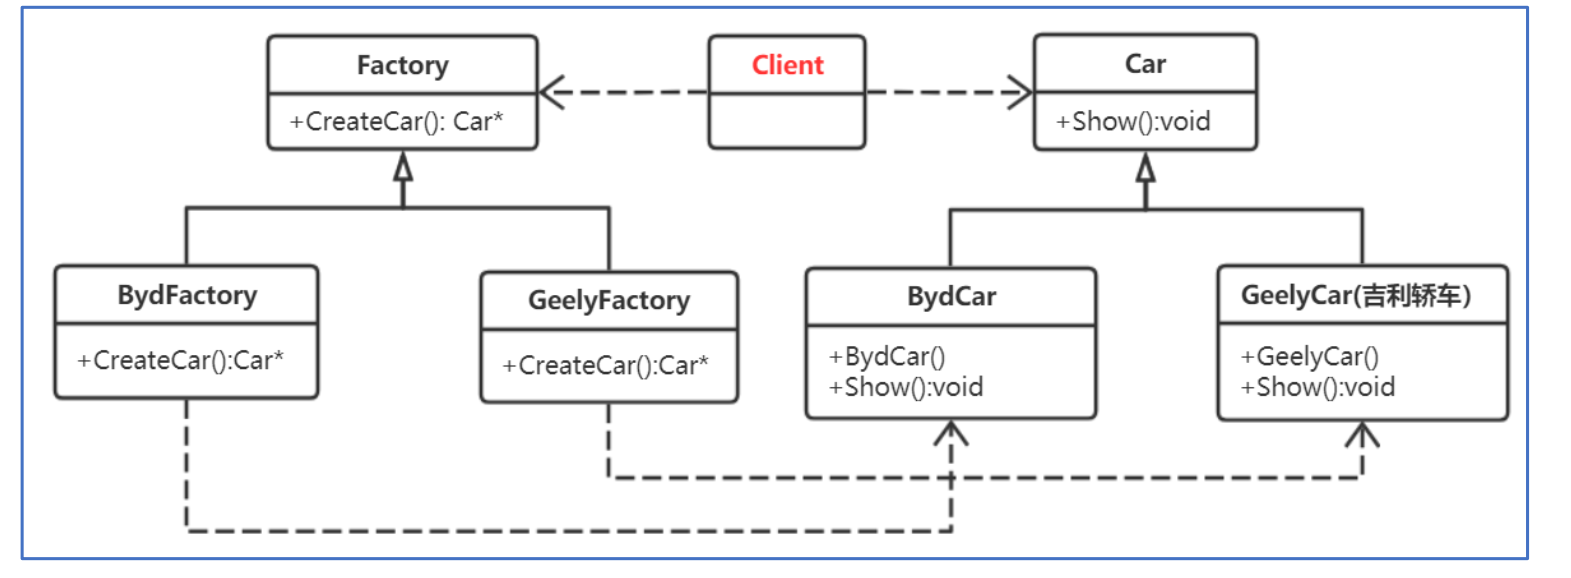 Factory
+CreateCar(): Car*
Client
Car
+Show():void
BydFactory
+CreateCar():Car*
GeelyFactory
+CreateCar():Car*
BydCar
+BydCar()
+Show():void
GeelyCar(吉利轿车)
+GeelyCar()
+Show():void